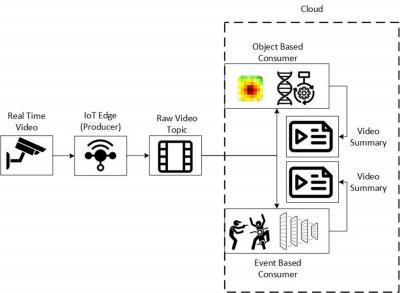 Cloud
Object Based
Consumer
Real Time
Video
IoT Edge
(Producer)
Raw Video
Topic
Video
Summary
Video
Summary
Event Based
Consumer